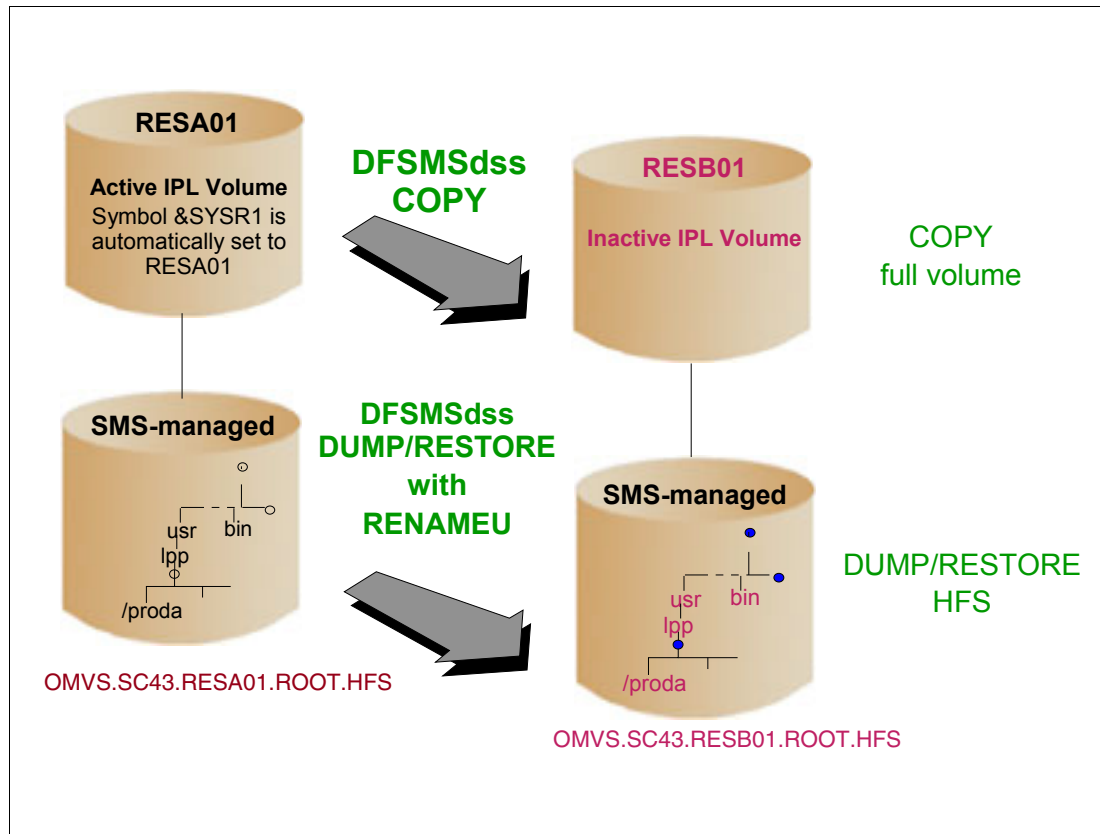 RESA01
Active IPL Volume
Symbol &SYSR1 is
automatically set to
RESA01
DFSMSdss
COPY
RESB01
Inactive IPL Volume
COPY
full volume
SMS-managed
usr
bin
lpp
/proda
OMVS.SC43.RESA01.ROOT.HFS
DFSMSdss
DUMP/RESTORE
with
RENAMEU
SMS-managed
usr
bin
lpp
/proda
OMVS.SC43.RESB01.ROOT.HFS
DUMP/RESTORE
HFS